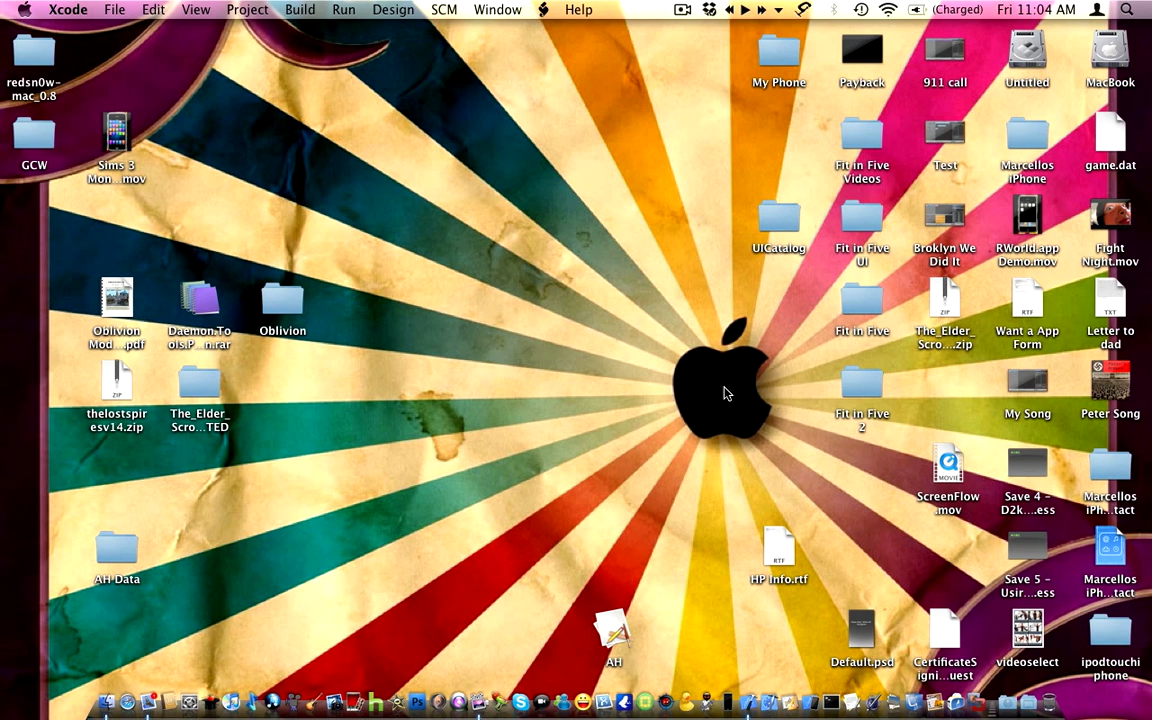 Xcode File Edit View Project Build Run Design SCM Window Help (Charged) Fri 11:04 AM
redsn0w-
mac_0.8
My Phone
Payback
911 call
Untitled
MacBook
GCW
Sims 3
Mon...mov
Fit in Five
Videos
Test
Marcellos
iPhone
game.dat
UICatalog
Fit in Five
UI
Broklyn We
Did It
RWorld.app
Demo.mov
Fight
Night.mov
Oblivion
Mod ....pdf
Daemon.To
ols.P...n.rar
Oblivion
Fit in Five
ZIP
The_Elder_
Scro....zip
RTF
Want a App
Form
TXT
Letter to
dad
ZIP
thelostspir
esv14.zip
The_Elder_
Scro...TED
Fit in Five
2
My Song
Peter Song
MOVIE
ScreenFlow
.mov
Save 4 -
D2k....ess
Marcellos
iPh...tact
AH Data
RTF
HP Info.rtf
Save 5 -
Usir....ess
Marcellos
iPh...tact
AH
Default.psd
CertificateS
igni...uest
videoselect
ipodtouchi
phone